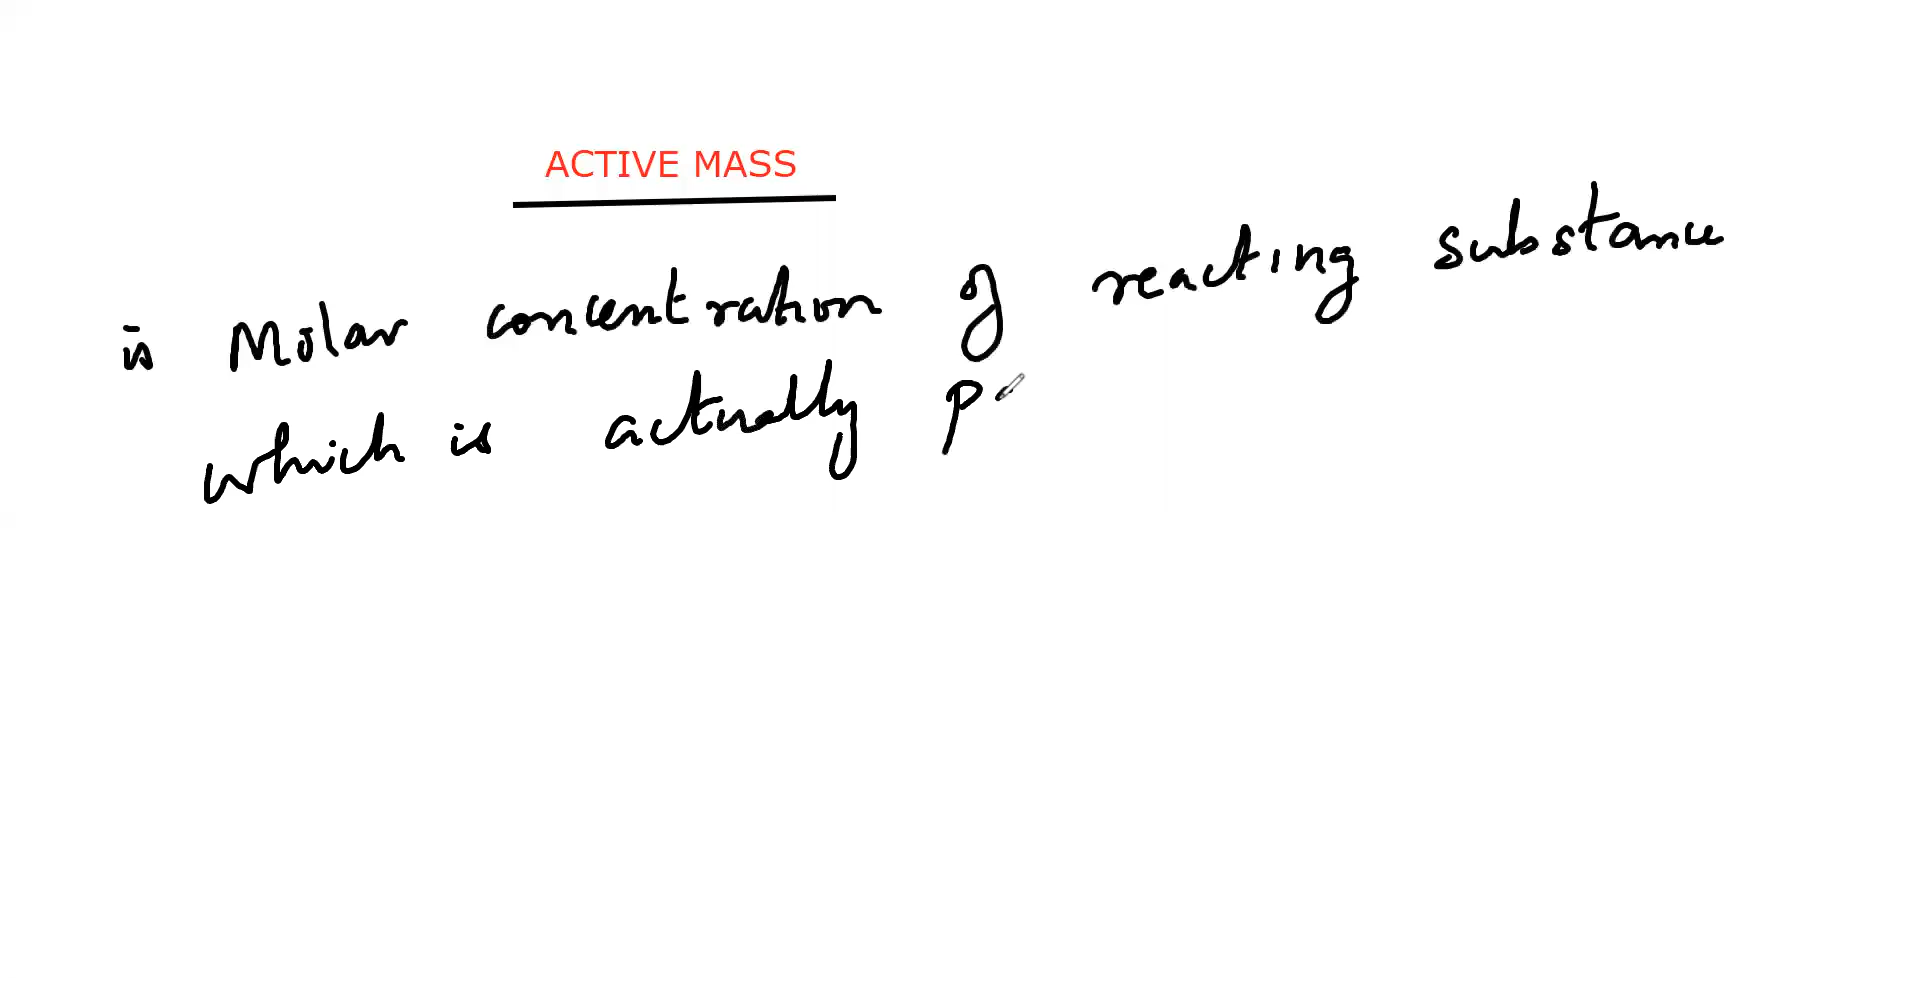 ACTIVE MASS
is Molar concentration of reacting substance
which is actually P